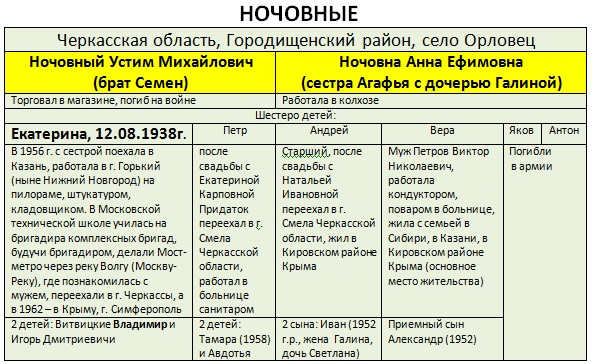 НОЧОВНЫЕ
Черкасская область, Городищенский район, село Орловец
Ночовный Устим Михайлович
(брат Семен)
Ночовна Анна Ефимовна
(сестра Агафья с дочерью Галиной)
Торговал в магазине, погиб на войне
Работала в колхозе
Шестеро детей:
Екатерина, 12.08.1938г.
Петр
Андрей
Вера
Яков
Антон
В 1956 г. с сестрой поехала в
Казань, работала в г. Горький
(ныне Нижний Новгород) на
пилораме, штукатуром,
кладовщиком. В Московской
технической школе училась на
бригадира комплексных бригад,
будучи бригадиром, делали Мост-
метро через реку Волгу (Москву-
Реку), где познакомилась с
мужем, переехали в г. Черкассы, а
в 1962 – в Крыму, г. Симферополь
после
свадьбы с
Екатериной
Карповной
Придаток
переехал в г.
Смела
Черкасской
области,
работал в
больнице
санитаром
Старший, после
свадьбы с
Натальей
Ивановной
переехал в г.
Смела Черкасской
области, жил в
Кировском районе
Крыма
Муж Петров Виктор
Николаевич,
работала
кондуктором,
поваром в больнице,
жила с семьей в
Сибири, в Казани, в
Кировском районе
Крыма (основное
место жительства)
Погибли
в армии
2 детей: Витвицкие Владимир и
Игорь Дмитриевичи
2 детей:
Тамара (1958)
и Авдотья
2 сына: Иван (1952
г.р., жена Галина,
дочь Светлана)
Приемный сын
Александр (1952)